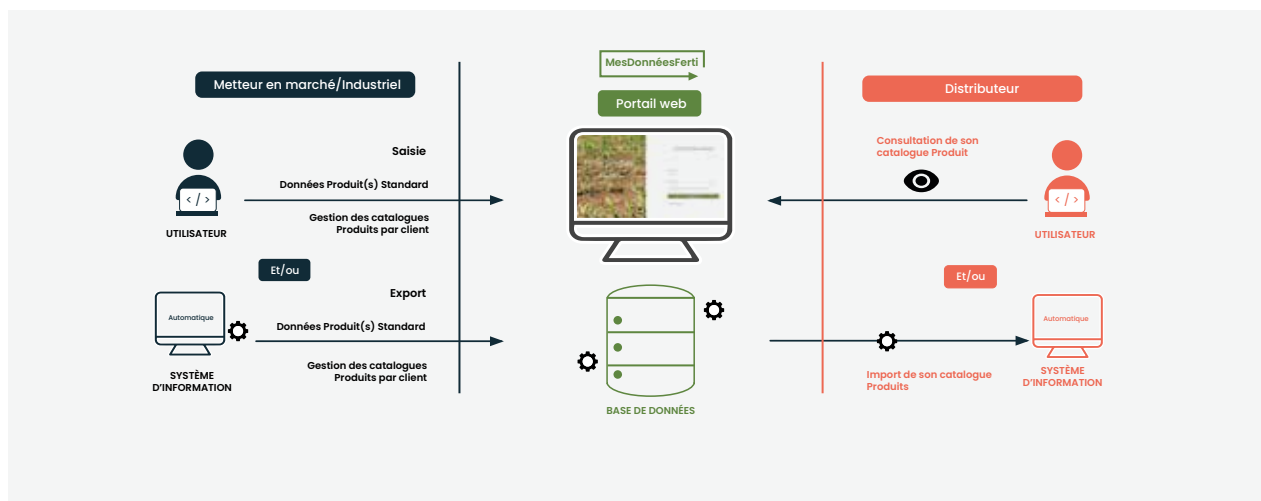 MesDonnéesFerti
Metteur en marché/Industriel
Portail web
Distributeur
Saisie
Données Produit(s) Standard
Gestion des catalogues
Produits par client
</>
UTILISATEUR
Consultation de son
catalogue Produit
</>
UTILISATEUR
Et/ou
Export
Automatique
Données Produit(s) Standard
Gestion des catalogues
Produits par client
SYSTÈME
D'INFORMATION
BASE DE DONNÉES
Et/ou
Automatique
Import de son catalogue
Produits
SYSTÈME
D'INFORMATION